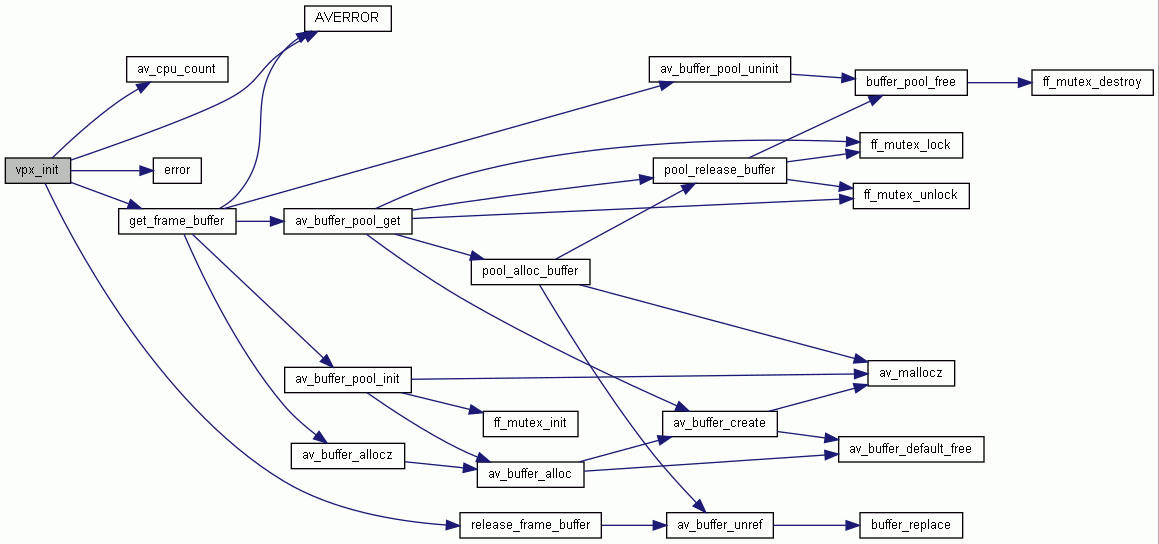 AVERROR
av_cpu_count
av_buffer_pool_uninit
buffer_pool_free
ff_mutex_destroy
ff_mutex_lock
vpx_init
error
pool_release_buffer
ff_mutex_unlock
get_frame_buffer
av_buffer_pool_get
pool_alloc_buffer
av_mallocz
av_buffer_pool_init
ff_mutex_init
av_buffer_create
av_buffer_allocz
av_buffer_default_free
av_buffer_alloc
release_frame_buffer
av_buffer_unref
buffer_replace